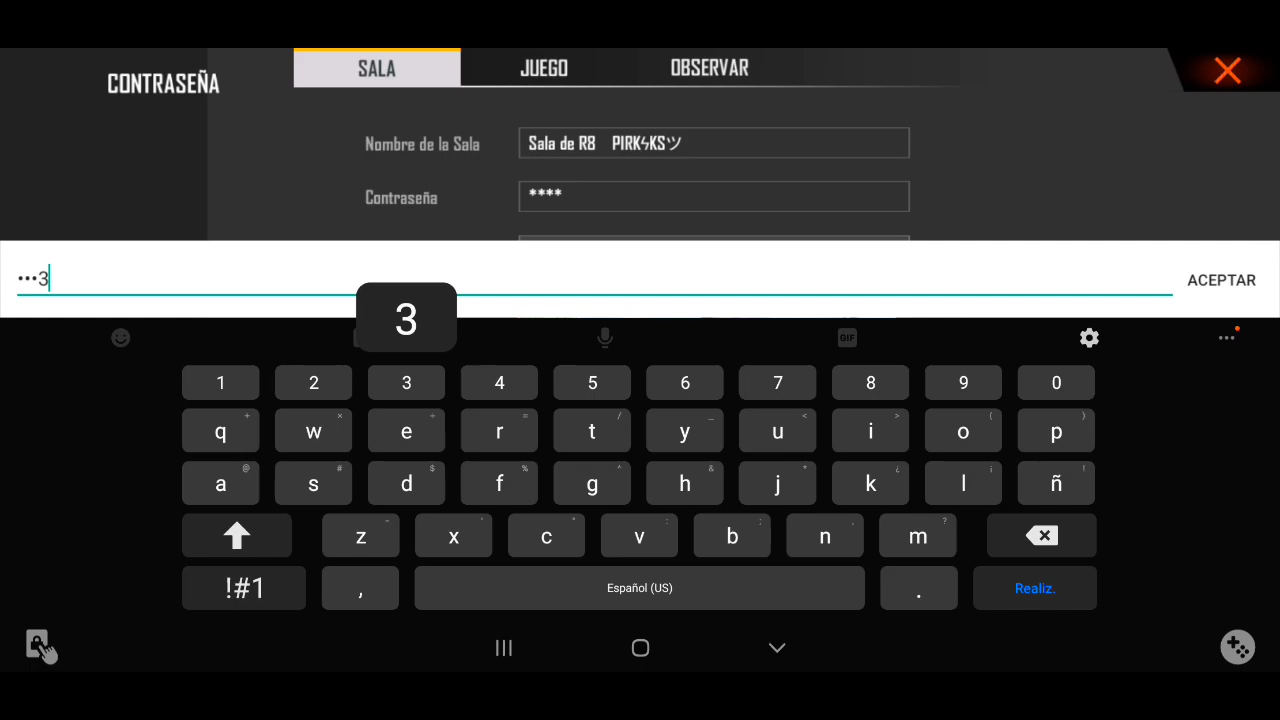 CONTRASEÑA
SALA JUEGO OBSERVAR
Nombre de la Sala Sala de R8 PIRKϟKSツ
Contraseña ****
•••3 ACEPTAR
3
GIF
1 2 3 4 5 6 7 8 9 0
q + w × e ÷ r = t / y _ u < i > o ( p )
a @ s # d $ f % g ^ h & j * k ¿ l ¡ ñ !
z - x ' c " v : b ; n , m ?
!#1 , Español (US) . Realiz.